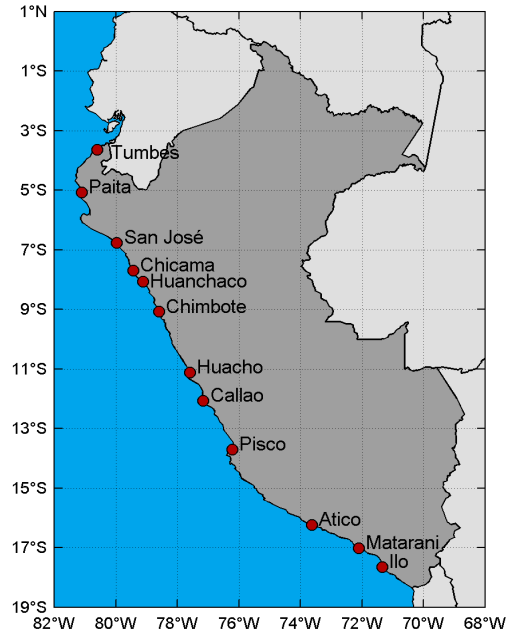 1°N
1°S
3°S
Tumbes
5°S
Paita
San José
7°S
Chicama
Huanchaco
Chimbote
9°S
11°S
Huacho
Callao
13°S
Pisco
15°S
Atico
17°S
Matarani
Ilo
19°S
82°W 80°W 78°W 76°W 74°W 72°W 70°W 68°W